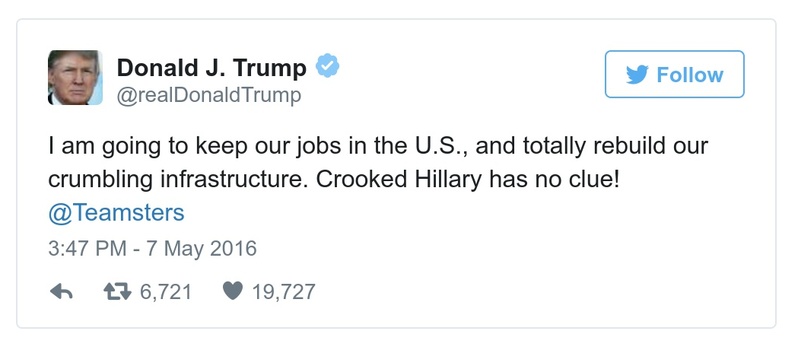 Donald J. Trump
@realDonaldTrump
Follow
I am going to keep our jobs in the U.S., and totally rebuild our
crumbling infrastructure. Crooked Hillary has no clue!
@Teamsters
3:47 PM - 7 May 2016
6,721 19,727